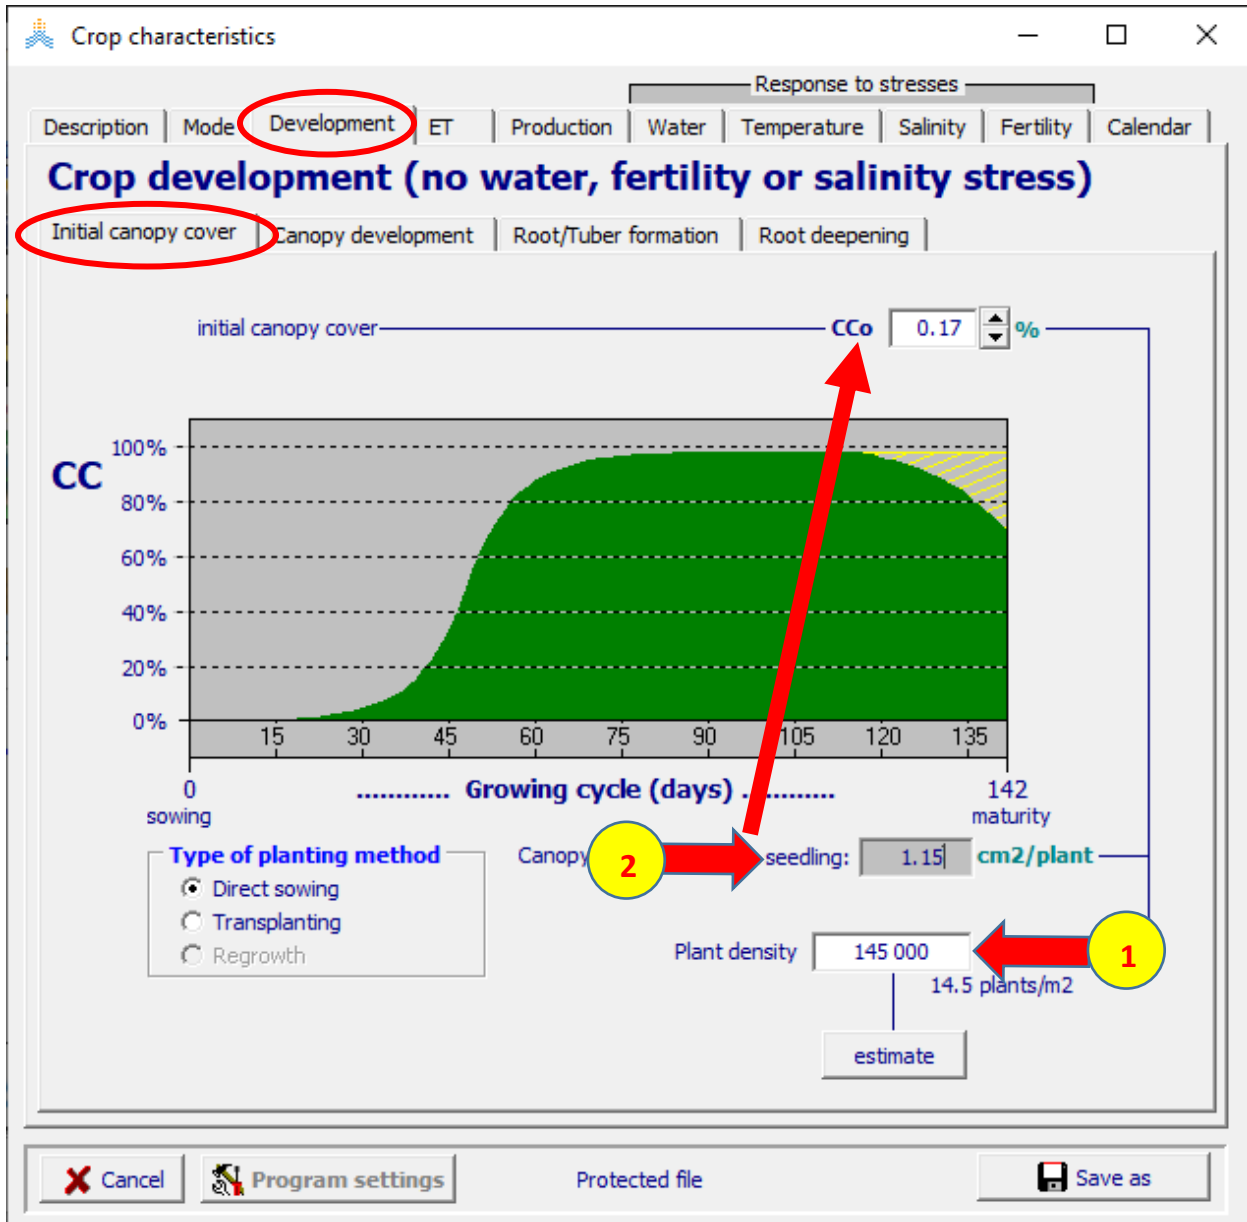 Crop characteristics
Response to stresses
Description Mode Development ET Production Water Temperature Salinity Fertility Calendar
Crop development (no water, fertility or salinity stress)
Initial canopy cover Canopy development Root/Tuber formation Root deepening
initial canopy cover CCo 0.17 %
CC
100%
80%
60%
40%
20%
0%
15 30 45 60 75 90 105 120 135
0 ............ Growing cycle (days) ............ 142
sowing maturity
Type of planting method
Direct sowing
Transplanting
Regrowth
Canopy 2 seedling: 1.15 cm2/plant
Plant density 145 000 1
14.5 plants/m2
estimate
Cancel Program settings Protected file Save as